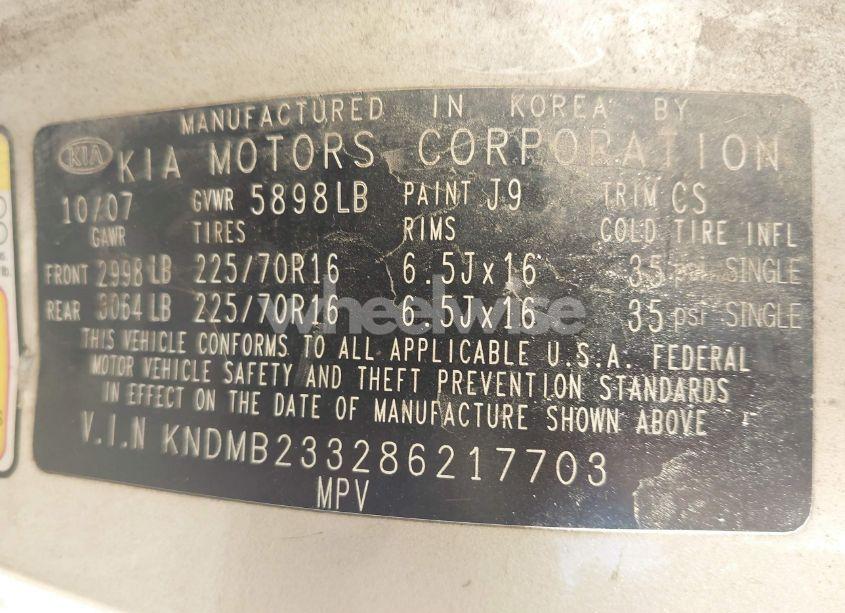 MANUFACTURED IN KOREA BY
KIA KIA MOTORS CORPORATION
10/07 GVWR 5898LB PAINT J9 TRIM CS
GAWR TIRES RIMS COLD TIRE INFL
FRONT 2998 LB 225/70R16 6.5Jx16 35 psi SINGLE
REAR 3064 LB 225/70R16 6.5Jx16 35 psi SINGLE
wheelwise
THIS VEHICLE CONFORMS TO ALL APPLICABLE U.S.A. FEDERAL
MOTOR VEHICLE SAFETY AND THEFT PREVENTION STANDARDS
IN EFFECT ON THE DATE OF MANUFACTURE SHOWN ABOVE
V.I.N KNDMB233286217703
MPV